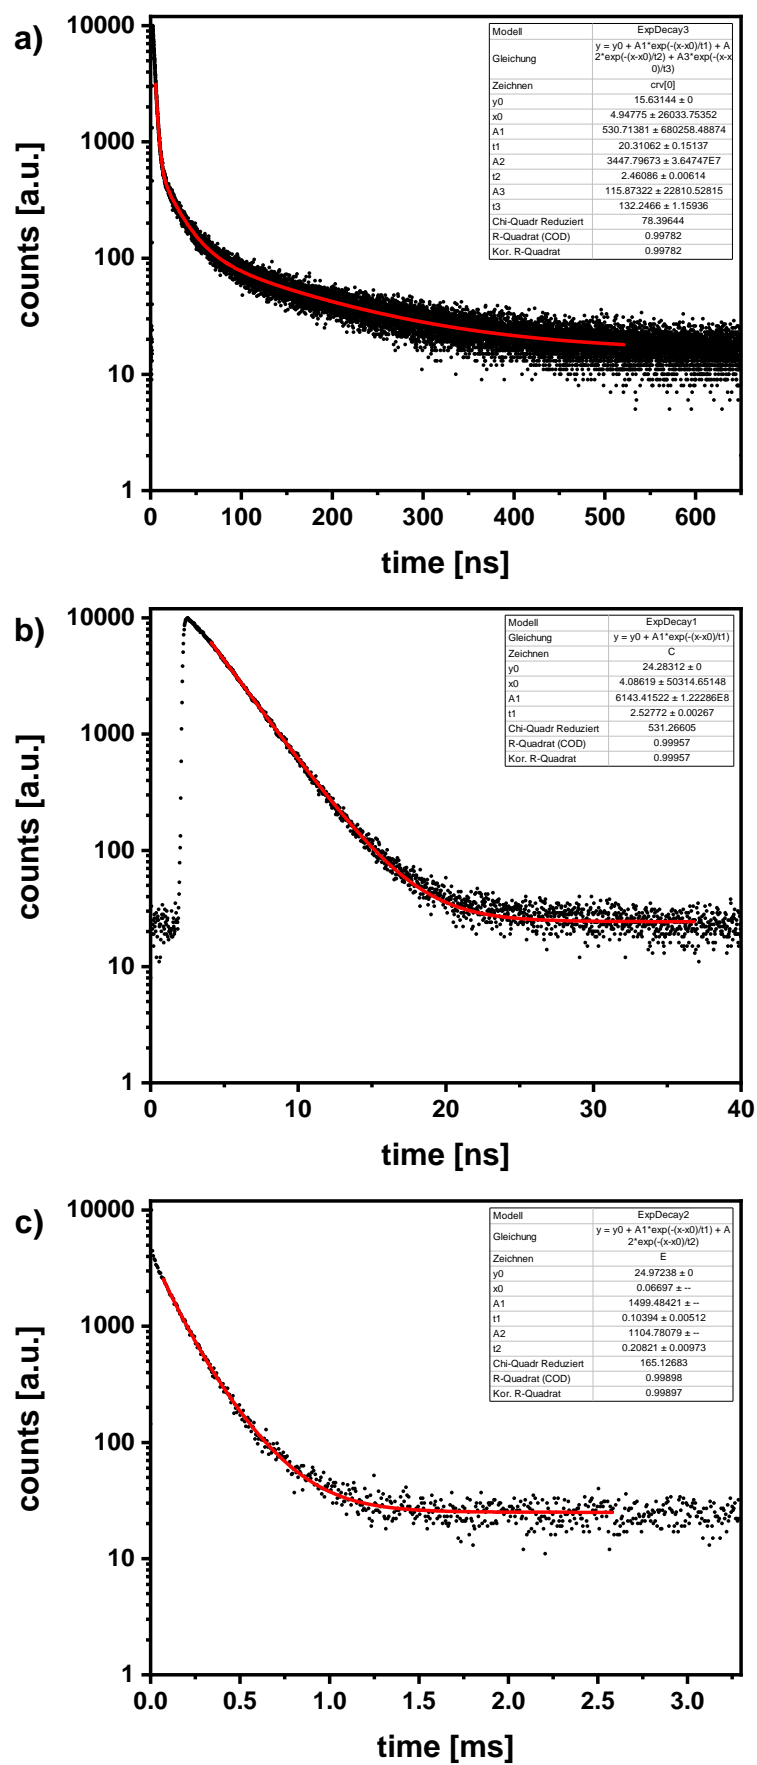 a)
counts [a.u.]
10000
1000
100
10
1
0 100 200 300 400 500 600
time [ns]
Modell ExpDecay3
Gleichung y = y0 + A1*exp(-(x-x0)/t1) + A
2*exp(-(x-x0)/t2) + A3*exp(-(x-x
0)/t3)
Zeichnen crv[0]
y0 15.63144 ± 0
x0 4.94775 ± 26033.75352
A1 530.71381 ± 680258.48874
t1 20.31062 ± 0.15137
A2 3447.79673 ± 3.64747E7
t2 2.46086 ± 0.00614
A3 115.87322 ± 22810.52815
t3 132.2466 ± 1.15936
Chi-Quadr Reduziert 78.39644
R-Quadrat (COD) 0.99782
Kor. R-Quadrat 0.99782
b)
counts [a.u.]
10000
1000
100
10
1
0 10 20 30 40
time [ns]
Modell ExpDecay1
Gleichung y = y0 + A1*exp(-(x-x0)/t1)
Zeichnen C
y0 24.28312 ± 0
x0 4.08619 ± 50314.65148
A1 6143.41522 ± 1.22286E8
t1 2.52772 ± 0.00267
Chi-Quadr Reduziert 531.26605
R-Quadrat (COD) 0.99957
Kor. R-Quadrat 0.99957
c)
counts [a.u.]
10000
1000
100
10
1
0.0 0.5 1.0 1.5 2.0 2.5 3.0
time [ms]
Modell ExpDecay2
Gleichung y = y0 + A1*exp(-(x-x0)/t1) + A
2*exp(-(x-x0)/t2)
Zeichnen E
y0 24.97238 ± 0
x0 0.06697 ± --
A1 1499.48421 ± --
t1 0.10394 ± 0.00512
A2 1104.78079 ± --
t2 0.20821 ± 0.00973
Chi-Quadr Reduziert 165.12683
R-Quadrat (COD) 0.99898
Kor. R-Quadrat 0.99897